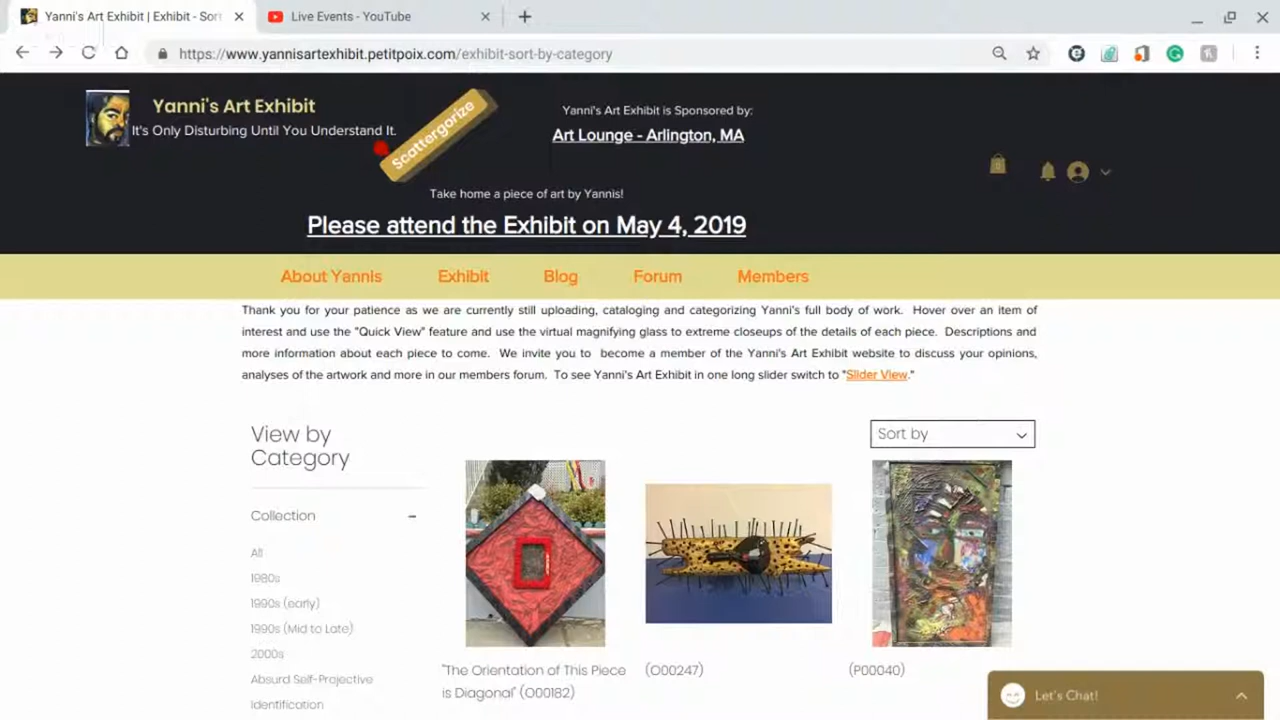 Yanni's Art Exhibit | Exhibit - Sor
Live Events - YouTube
https://www.yannisartexhibit.petitpoix.com/exhibit-sort-by-category
Yanni's Art Exhibit
It's Only Disturbing Until You Understand It.
Scattergorize
Yanni's Art Exhibit is Sponsored by:
Art Lounge - Arlington, MA
0
Take home a piece of art by Yannis!
Please attend the Exhibit on May 4, 2019
About Yannis
Exhibit
Blog
Forum
Members
Thank you for your patience as we are currently still uploading, cataloging and categorizing Yanni's full body of work. Hover over an item of
interest and use the "Quick View" feature and use the virtual magnifying glass to extreme closeups of the details of each piece. Descriptions and
more information about each piece to come. We invite you to become a member of the Yanni's Art Exhibit website to discuss your opinions,
analyses of the artwork and more in our members forum. To see Yanni's Art Exhibit in one long slider switch to "Slider View."
View by
Category
Sort by
Collection
All
1980s
1990s (early)
1990s (Mid to Late)
2000s
Absurd Self-Projective
Identification
"The Orientation of This Piece
is Diagonal" (O00182)
(O00247)
(P00040)
Let's Chat!